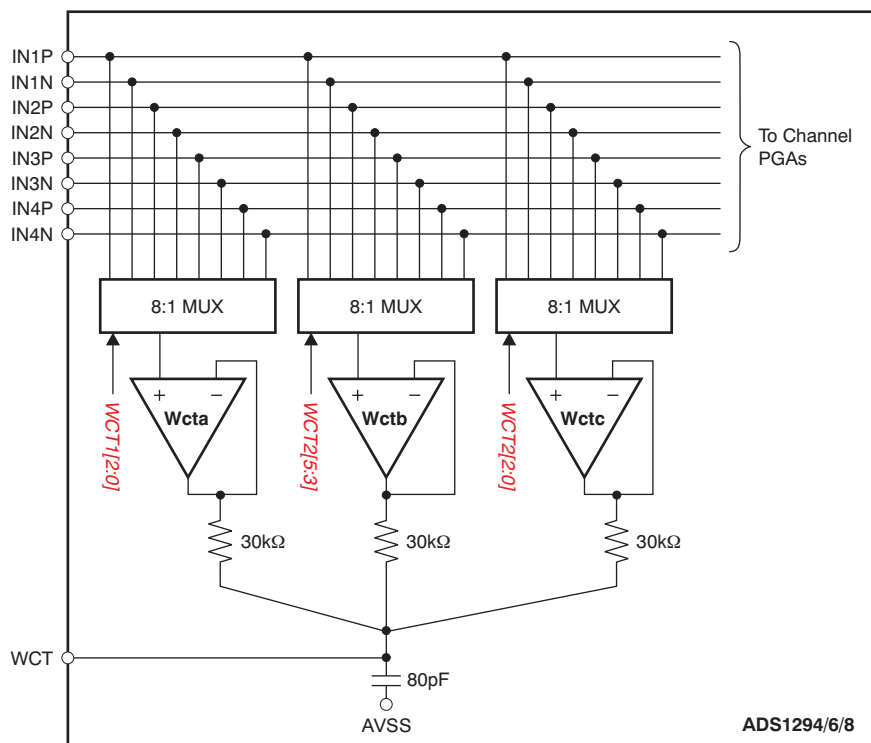 IN1P
IN1N
IN2P
IN2N
IN3P
IN3N
IN4P
IN4N
To Channel
PGAs
8:1 MUX
8:1 MUX
8:1 MUX
WCT1[2:0]
+
−
Wcta
WCT2[5:3]
+
−
Wctb
WCT2[2:0]
+
−
Wctc
30kΩ
30kΩ
30kΩ
WCT
80pF
AVSS
ADS1294/6/8